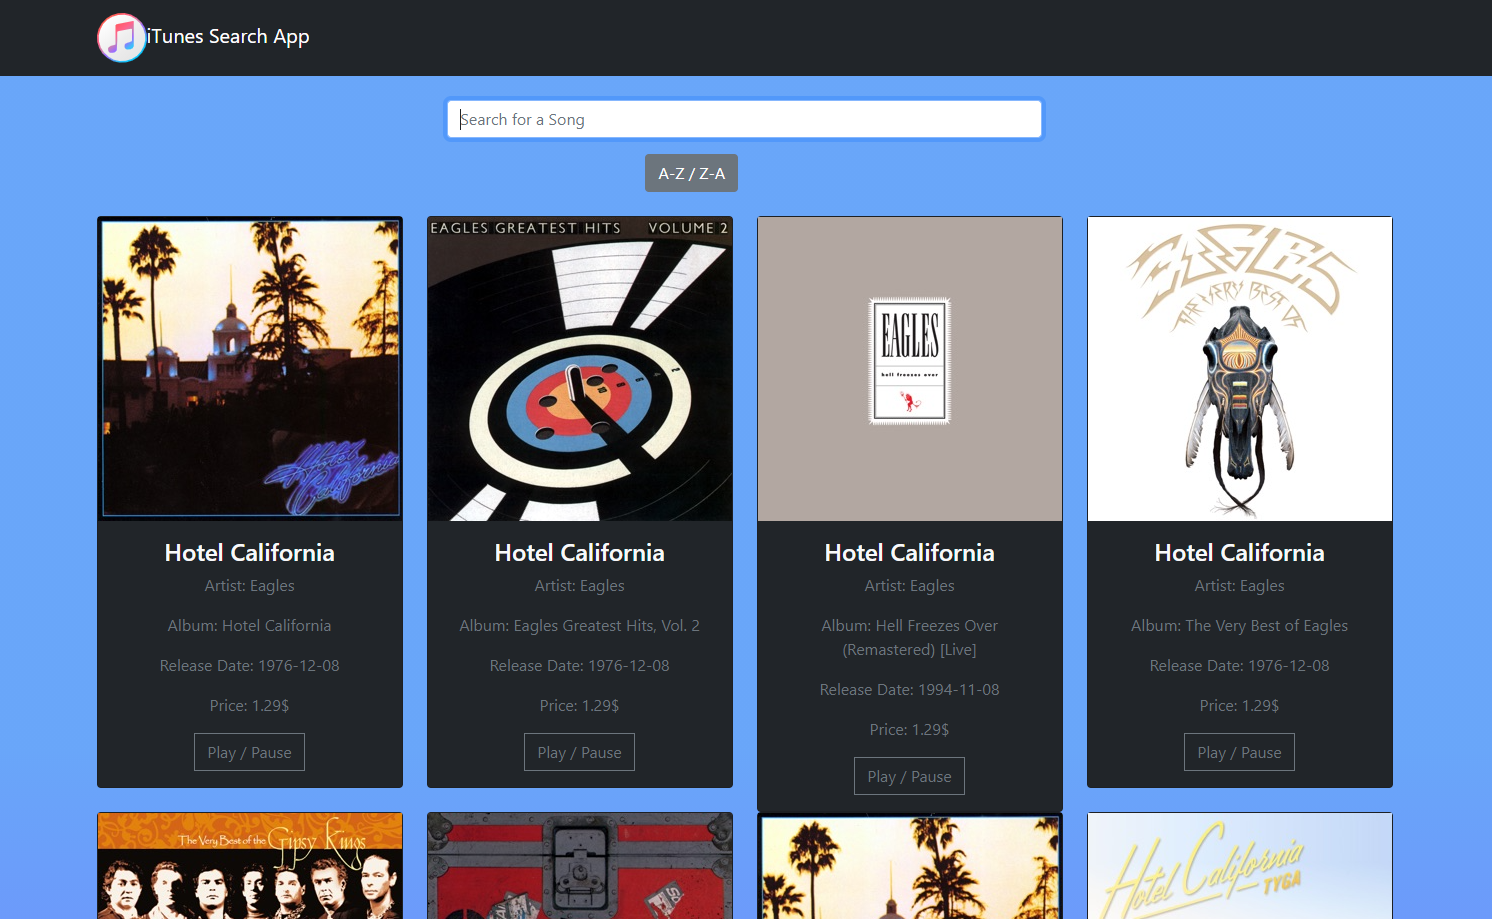 iTunes Search App
Search for a Song
A-Z / Z-A
Hotel California
Hotel California
Artist: Eagles
Album: Hotel California
Release Date: 1976-12-08
Price: 1.29$
Play / Pause
EAGLES GREATEST HITS VOLUME 2
Hotel California
Artist: Eagles
Album: Eagles Greatest Hits, Vol. 2
Release Date: 1976-12-08
Price: 1.29$
Play / Pause
EAGLES
hell freezes over
Hotel California
Artist: Eagles
Album: Hell Freezes Over
(Remastered) [Live]
Release Date: 1994-11-08
Price: 1.29$
Play / Pause
EAGLES
THE VERY BEST OF
Hotel California
Artist: Eagles
Album: The Very Best of Eagles
Release Date: 1976-12-08
Price: 1.29$
Play / Pause
The Very Best of the Gipsy Kings
Hotel California
TYGA